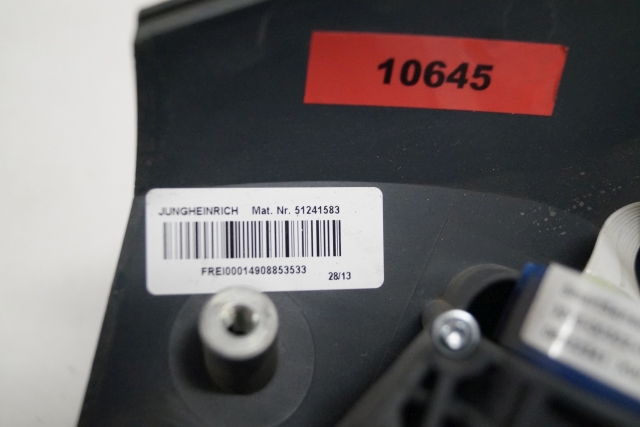 10645
JUNGHEINRICH Mat. Nr. 51241583
FREI00014908853533 28/13